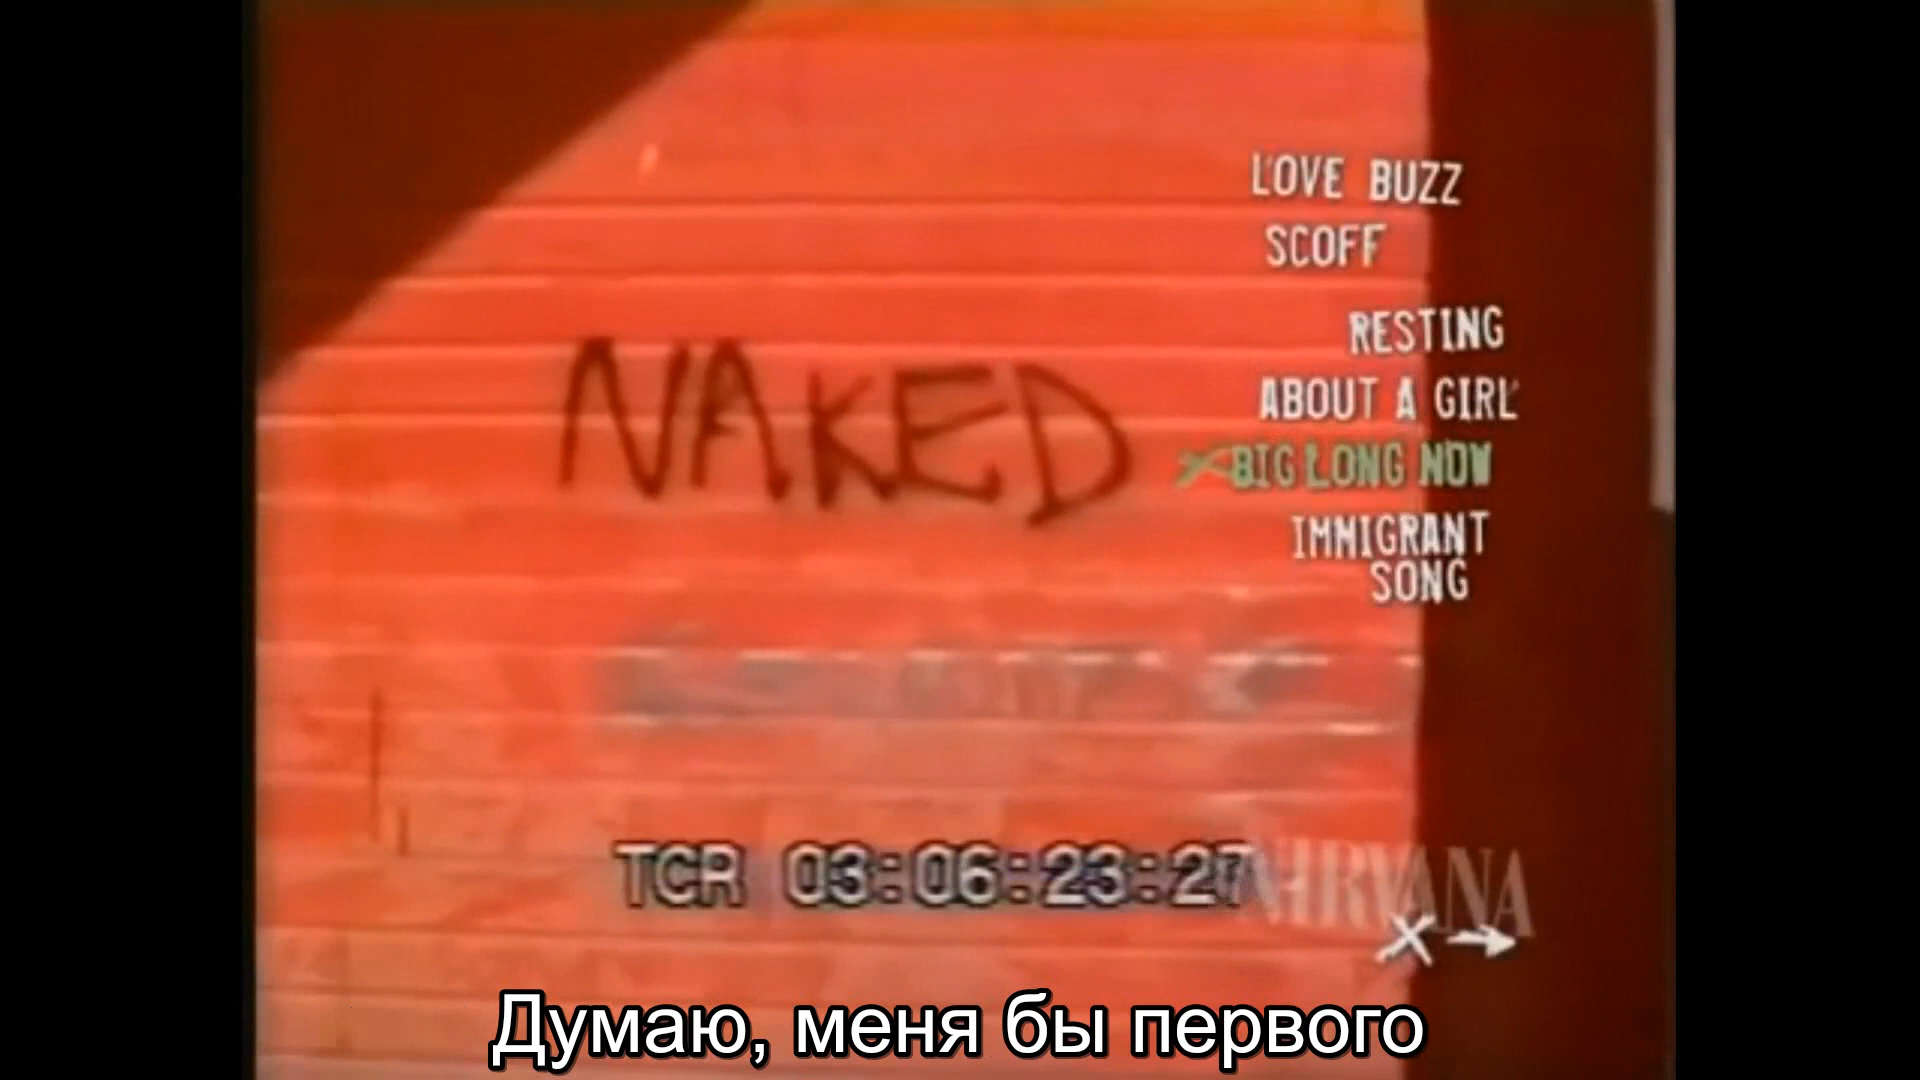 LOVE BUZZ
SCOFF
RESTING
ABOUT A GIRL
BIG LONG NOW
IMMIGRANT
SONG
NAKED
TCR 03:06:23:27
NIRVANA
Думаю, меня бы первого